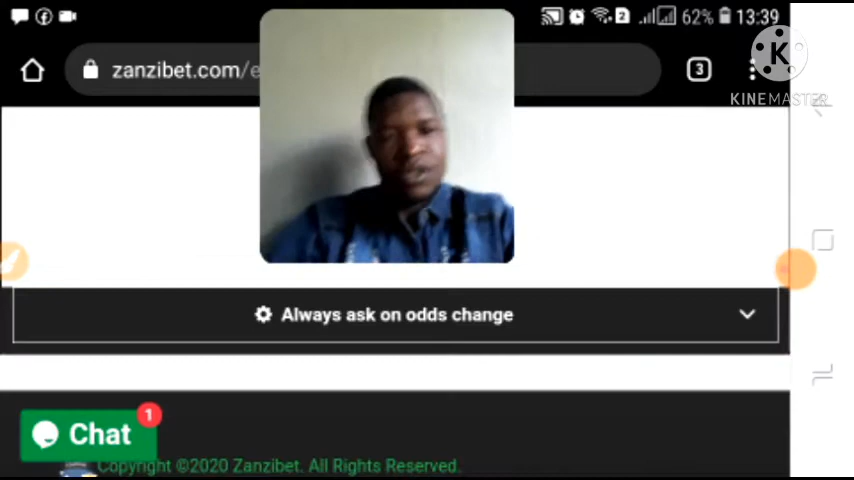 2
62%
13:39
zanzibet.com/e
3
K
KINEMASTER
Always ask on odds change
Chat
1
Copyright ©2020 Zanzibet. All Rights Reserved.